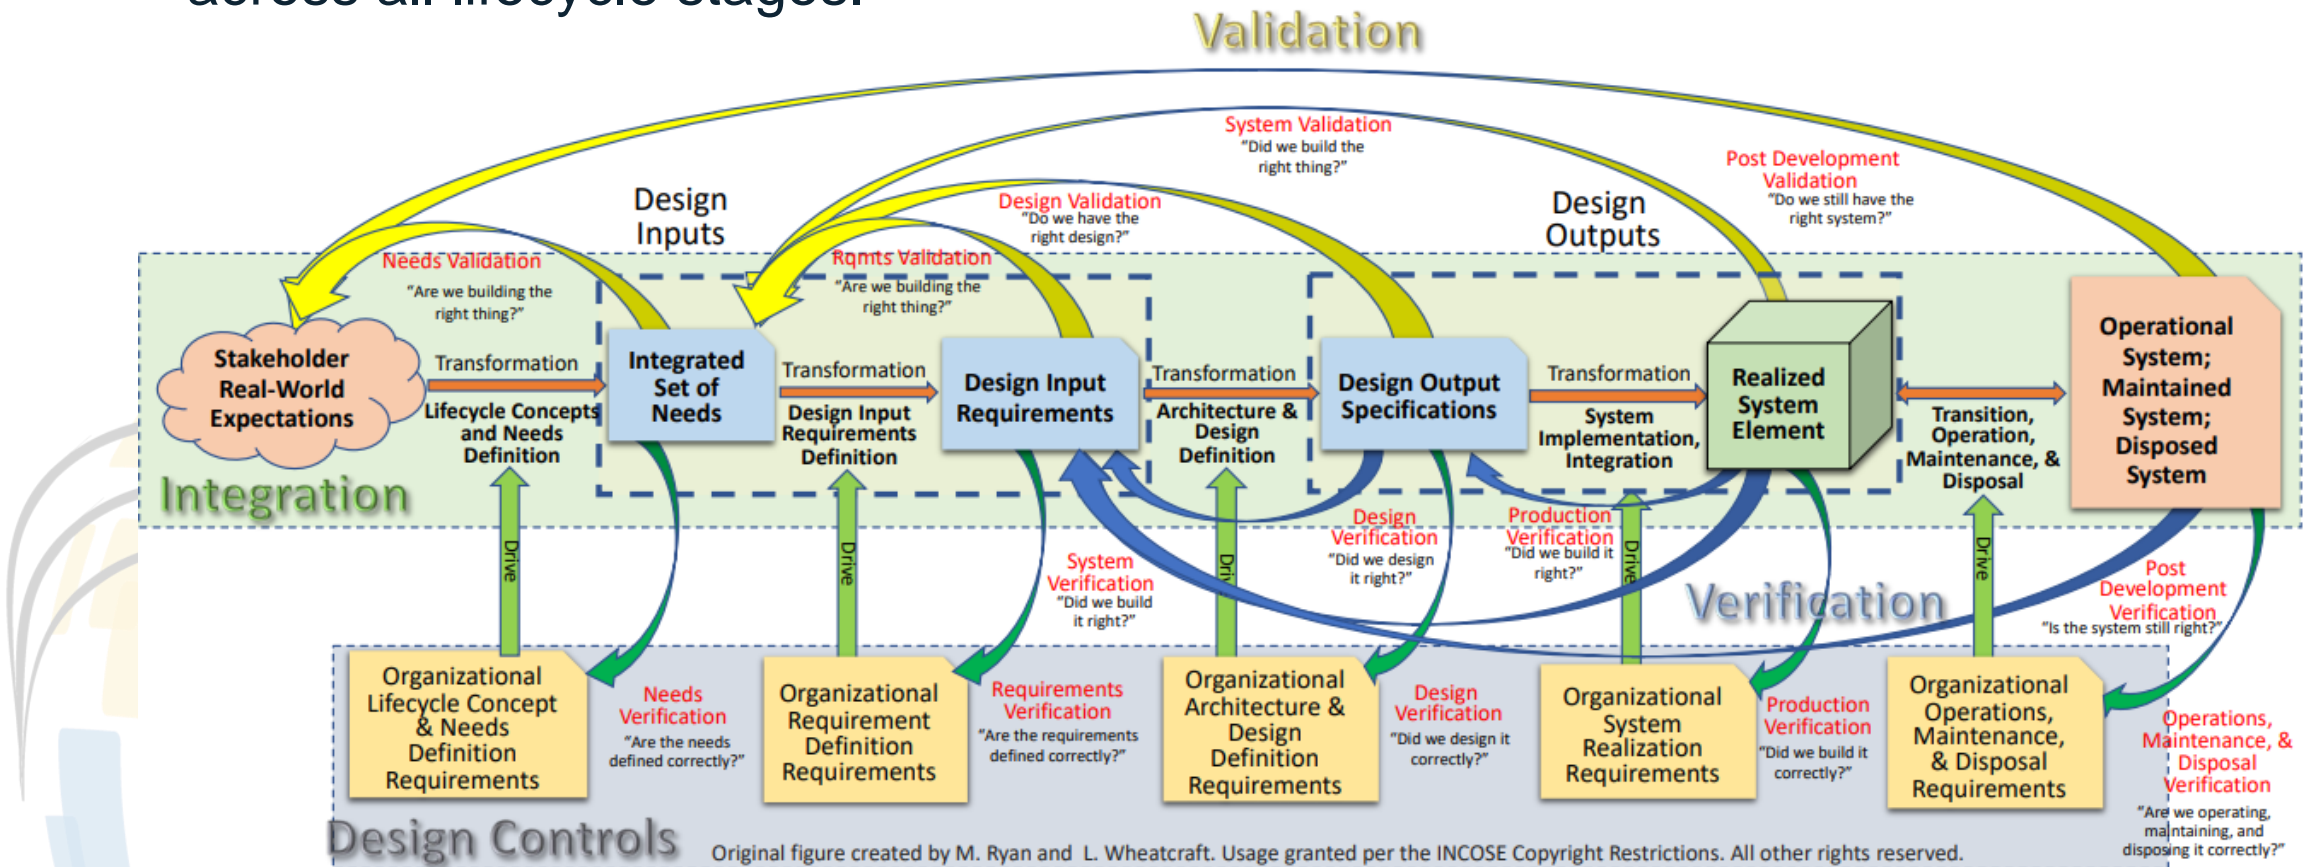 across all lifecycle stages.
Validation
System Validation
"Did we build the
right thing?"
Post Development
Validation
"Do we still have the
right system?"
Design
Inputs
Design Validation
"Do we have the
right design?"
Design
Outputs
Needs Validation
"Are we building the
right thing?"
Rqmts Validation
"Are we building the
right thing?"
Stakeholder
Real-World
Expectations
Transformation
Lifecycle Concepts
and Needs
Definition
Integrated
Set of
Needs
Transformation
Design Input
Requirements
Definition
Design Input
Requirements
Transformation
Architecture &
Design
Definition
Design Output
Specifications
Transformation
System
Implementation,
Integration
Realized
System
Element
Transition,
Operation,
Maintenance, &
Disposal
Operational
System;
Maintained
System;
Disposed
System
Integration
Drive
Drive
System
Verification
"Did we build
it right?"
Driv
Design
Verification
"Did we design
it right?"
Production
Verification
"Did we build it
right?"
Drive
Verification
Drive
Post
Development
Verification
"Is the system still right?"
Organizational
Lifecycle Concept
& Needs
Definition
Requirements
Needs
Verification
"Are the needs
defined correctly?"
Organizational
Requirement
Definition
Requirements
Requirements
Verification
"Are the requirements
defined correctly?"
Organizational
Architecture &
Design
Definition
Requirements
Design
Verification
"Did we design it
correctly?"
Organizational
System
Realization
Requirements
Production
Verification
"Did we build it
correctly?"
Organizational
Operations,
Maintenance,
& Disposal
Requirements
Operations,
Maintenance, &
Disposal
Verification
"Are we operating,
maintaining, and
disposing it correctly?"
Design Controls
Original figure created by M. Ryan and L. Wheatcraft. Usage granted per the INCOSE Copyright Restrictions. All other rights reserved.